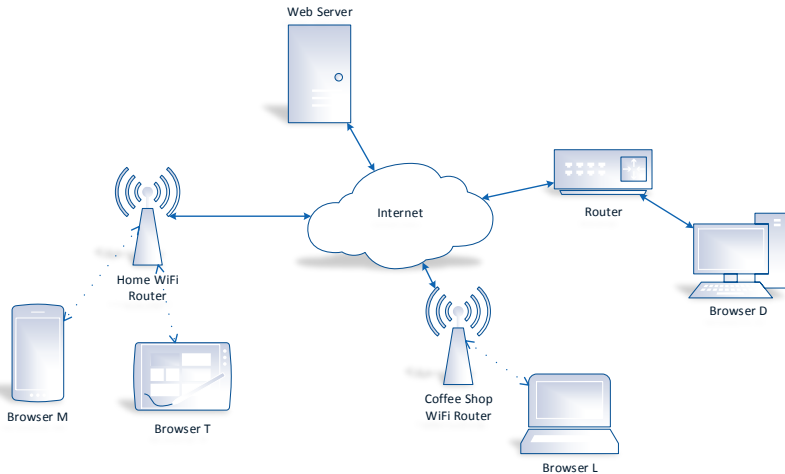 Web Server
Internet
Router
Home WiFi
Router
Browser D
Coffee Shop
WiFi Router
Browser M
Browser T
Browser L